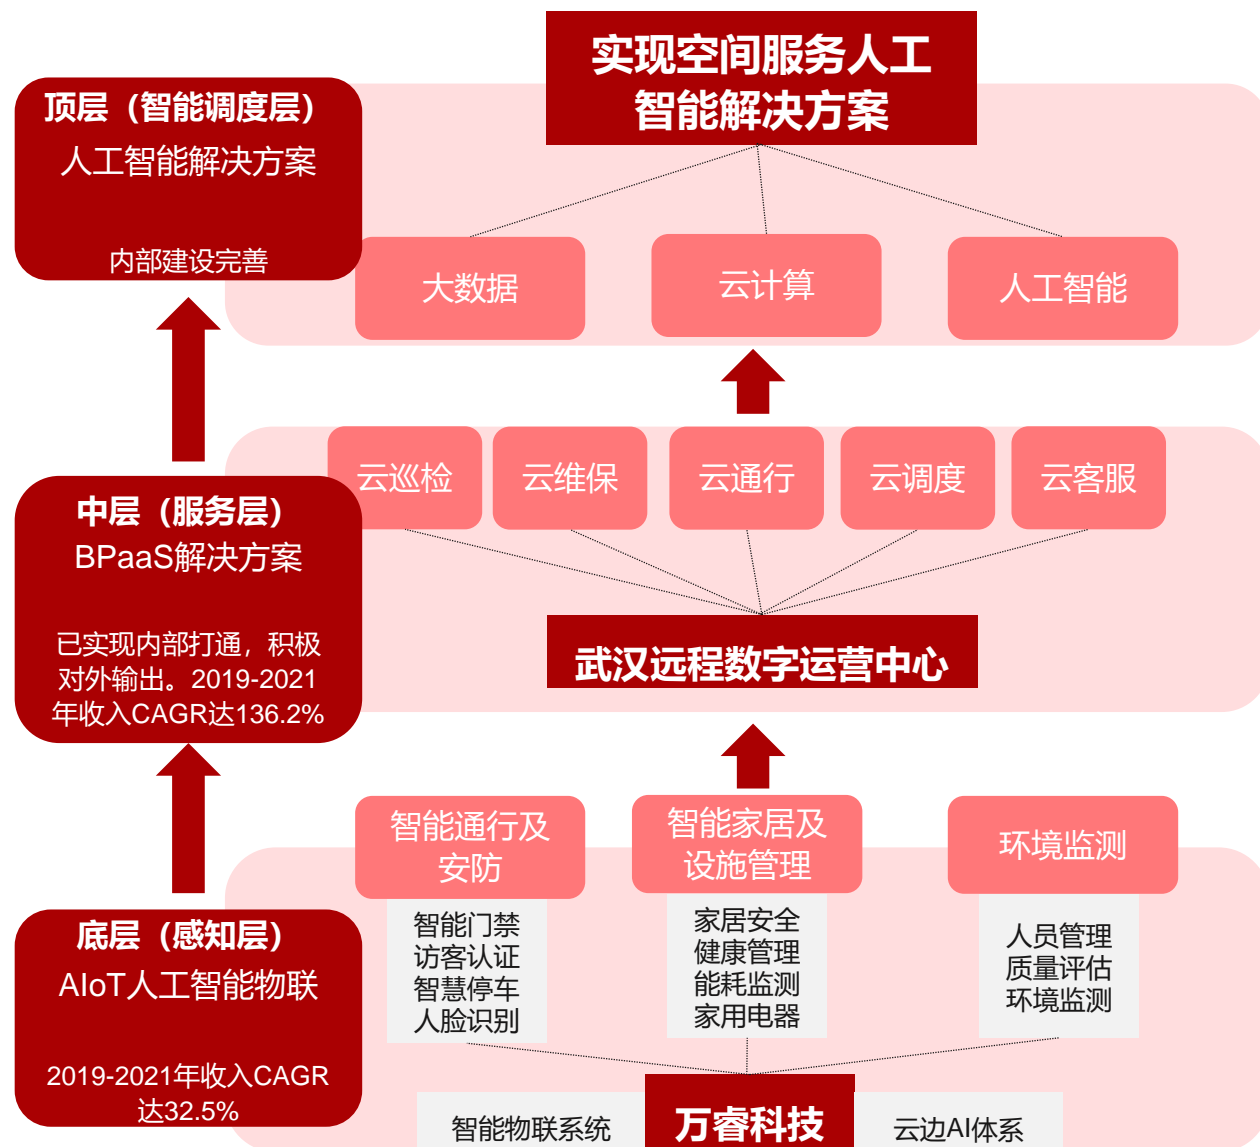 实现空间服务人工
智能解决方案
顶层（智能调度层）
人工智能解决方案
内部建设完善
大数据
云计算
人工智能
云巡检
云维保
云通行
云调度
云客服
中层（服务层）
BPaaS解决方案
已实现内部打通，积极
对外输出。2019-2021
年收入CAGR达136.2%
武汉远程数字运营中心
智能通行及
安防
智能家居及
设施管理
环境监测
智能门禁
访客认证
智慧停车
人脸识别
家居安全
健康管理
能耗监测
家用电器
人员管理
质量评估
环境监测
底层（感知层）
AIoT人工智能物联
2019-2021年收入CAGR
达32.5%
智能物联系统
万睿科技
云边AI体系